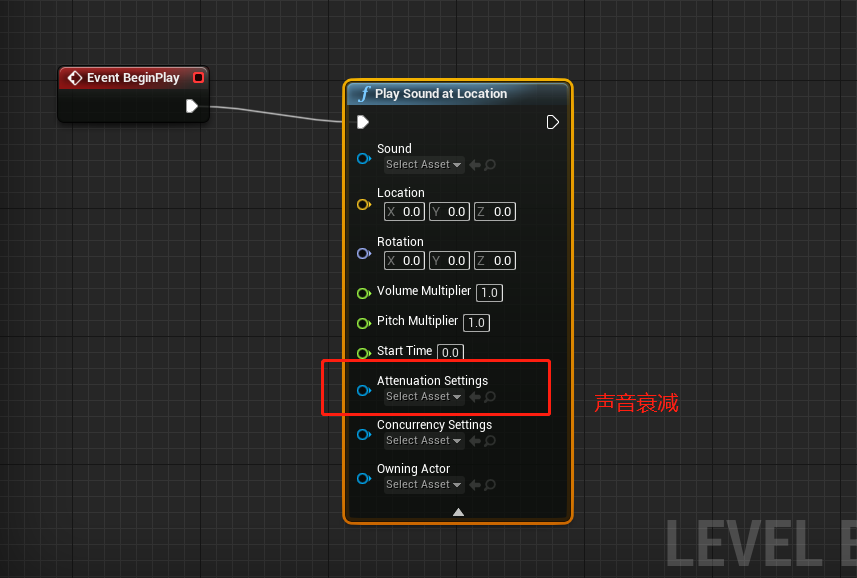 Event BeginPlay
Play Sound at Location
Sound
Select Asset
Location
X 0.0 Y 0.0 Z 0.0
Rotation
X 0.0 Y 0.0 Z 0.0
Volume Multiplier 1.0
Pitch Multiplier 1.0
Start Time 0.0
Attenuation Settings
Select Asset
声音衰减
Concurrency Settings
Select Asset
Owning Actor
Select Asset
LEVEL